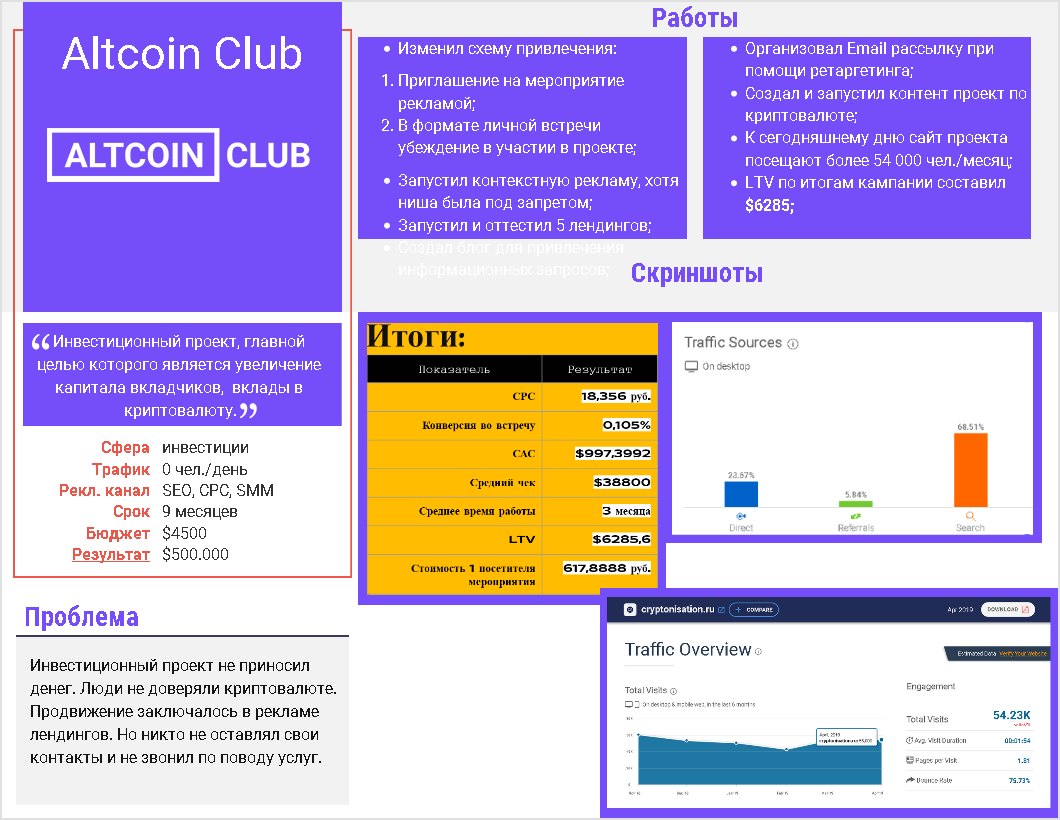 Altcoin Club
ALTCOIN CLUB
“Инвестиционный проект, главной
целью которого является увеличение
капитала вкладчиков, вклады в
криптовалюту.”
Сфера инвестиции
Трафик 0 чел./день
Рекл. канал SEO, CPC, SMM
Срок 9 месяцев
Бюджет $4500
Результат $500.000
Проблема
Инвестиционный проект не приносил
денег. Люди не доверяли криптовалюте.
Продвижение заключалось в рекламе
лендингов. Но никто не оставлял свои
контакты и не звонил по поводу услуг.
Работы
• Изменил схему привлечения:
1. Приглашение на мероприятие
рекламой;
2. В формате личной встречи
убеждение в участии в проекте;
• Запустил контекстную рекламу, хотя
ниша была под запретом;
• Запустил и оттестил 5 лендингов;
• Создал блог для привлечения
информационных запросов;
• Организовал Email рассылку при
помощи ретаргетинга;
• Создал и запустил контент проект по
криптовалюте;
• К сегодняшнему дню сайт проекта
посещают более 54 000 чел./месяц;
• LTV по итогам кампании составил
$6285;
Скриншоты
Итоги:
Показатель Результат
CPC 18,356 руб.
Конверсия во встречу 0,105%
CAC $997,3992
Средний чек $38800
Среднее время работы 3 месяца
LTV $6285,6
Стоимость 1 посетителя
мероприятия 617,8888 руб.
Traffic Sources
On desktop
23.67% 5.84% 68.51%
Direct Referrals Search
cryptonisation.ru + COMPARE Apr 2019 DOWNLOAD
Traffic Overview
Estimated Data Verify Your Website
Total Visits
On desktop & mobile web, in the last 6 months
April, 2019
cryptonisation.ru
Engagement
Total Visits 54.23K
Avg. Visit Duration 00:01:54
Pages per Visit 1.81
Bounce Rate 75.73%